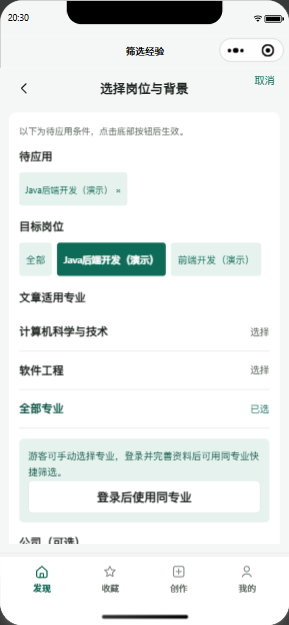 20:30
筛选经验
选择岗位与背景
取消
以下为待应用条件，点击底部按钮后生效。
待应用
Java后端开发（演示） ×
目标岗位
全部
Java后端开发（演示）
前端开发（演示）
文章适用专业
计算机科学与技术
选择
软件工程
选择
全部专业
已选
游客可手动选择专业，登录并完善资料后可用同专业快
捷筛选。
登录后使用同专业
公司（可选）
发现
收藏
创作
我的